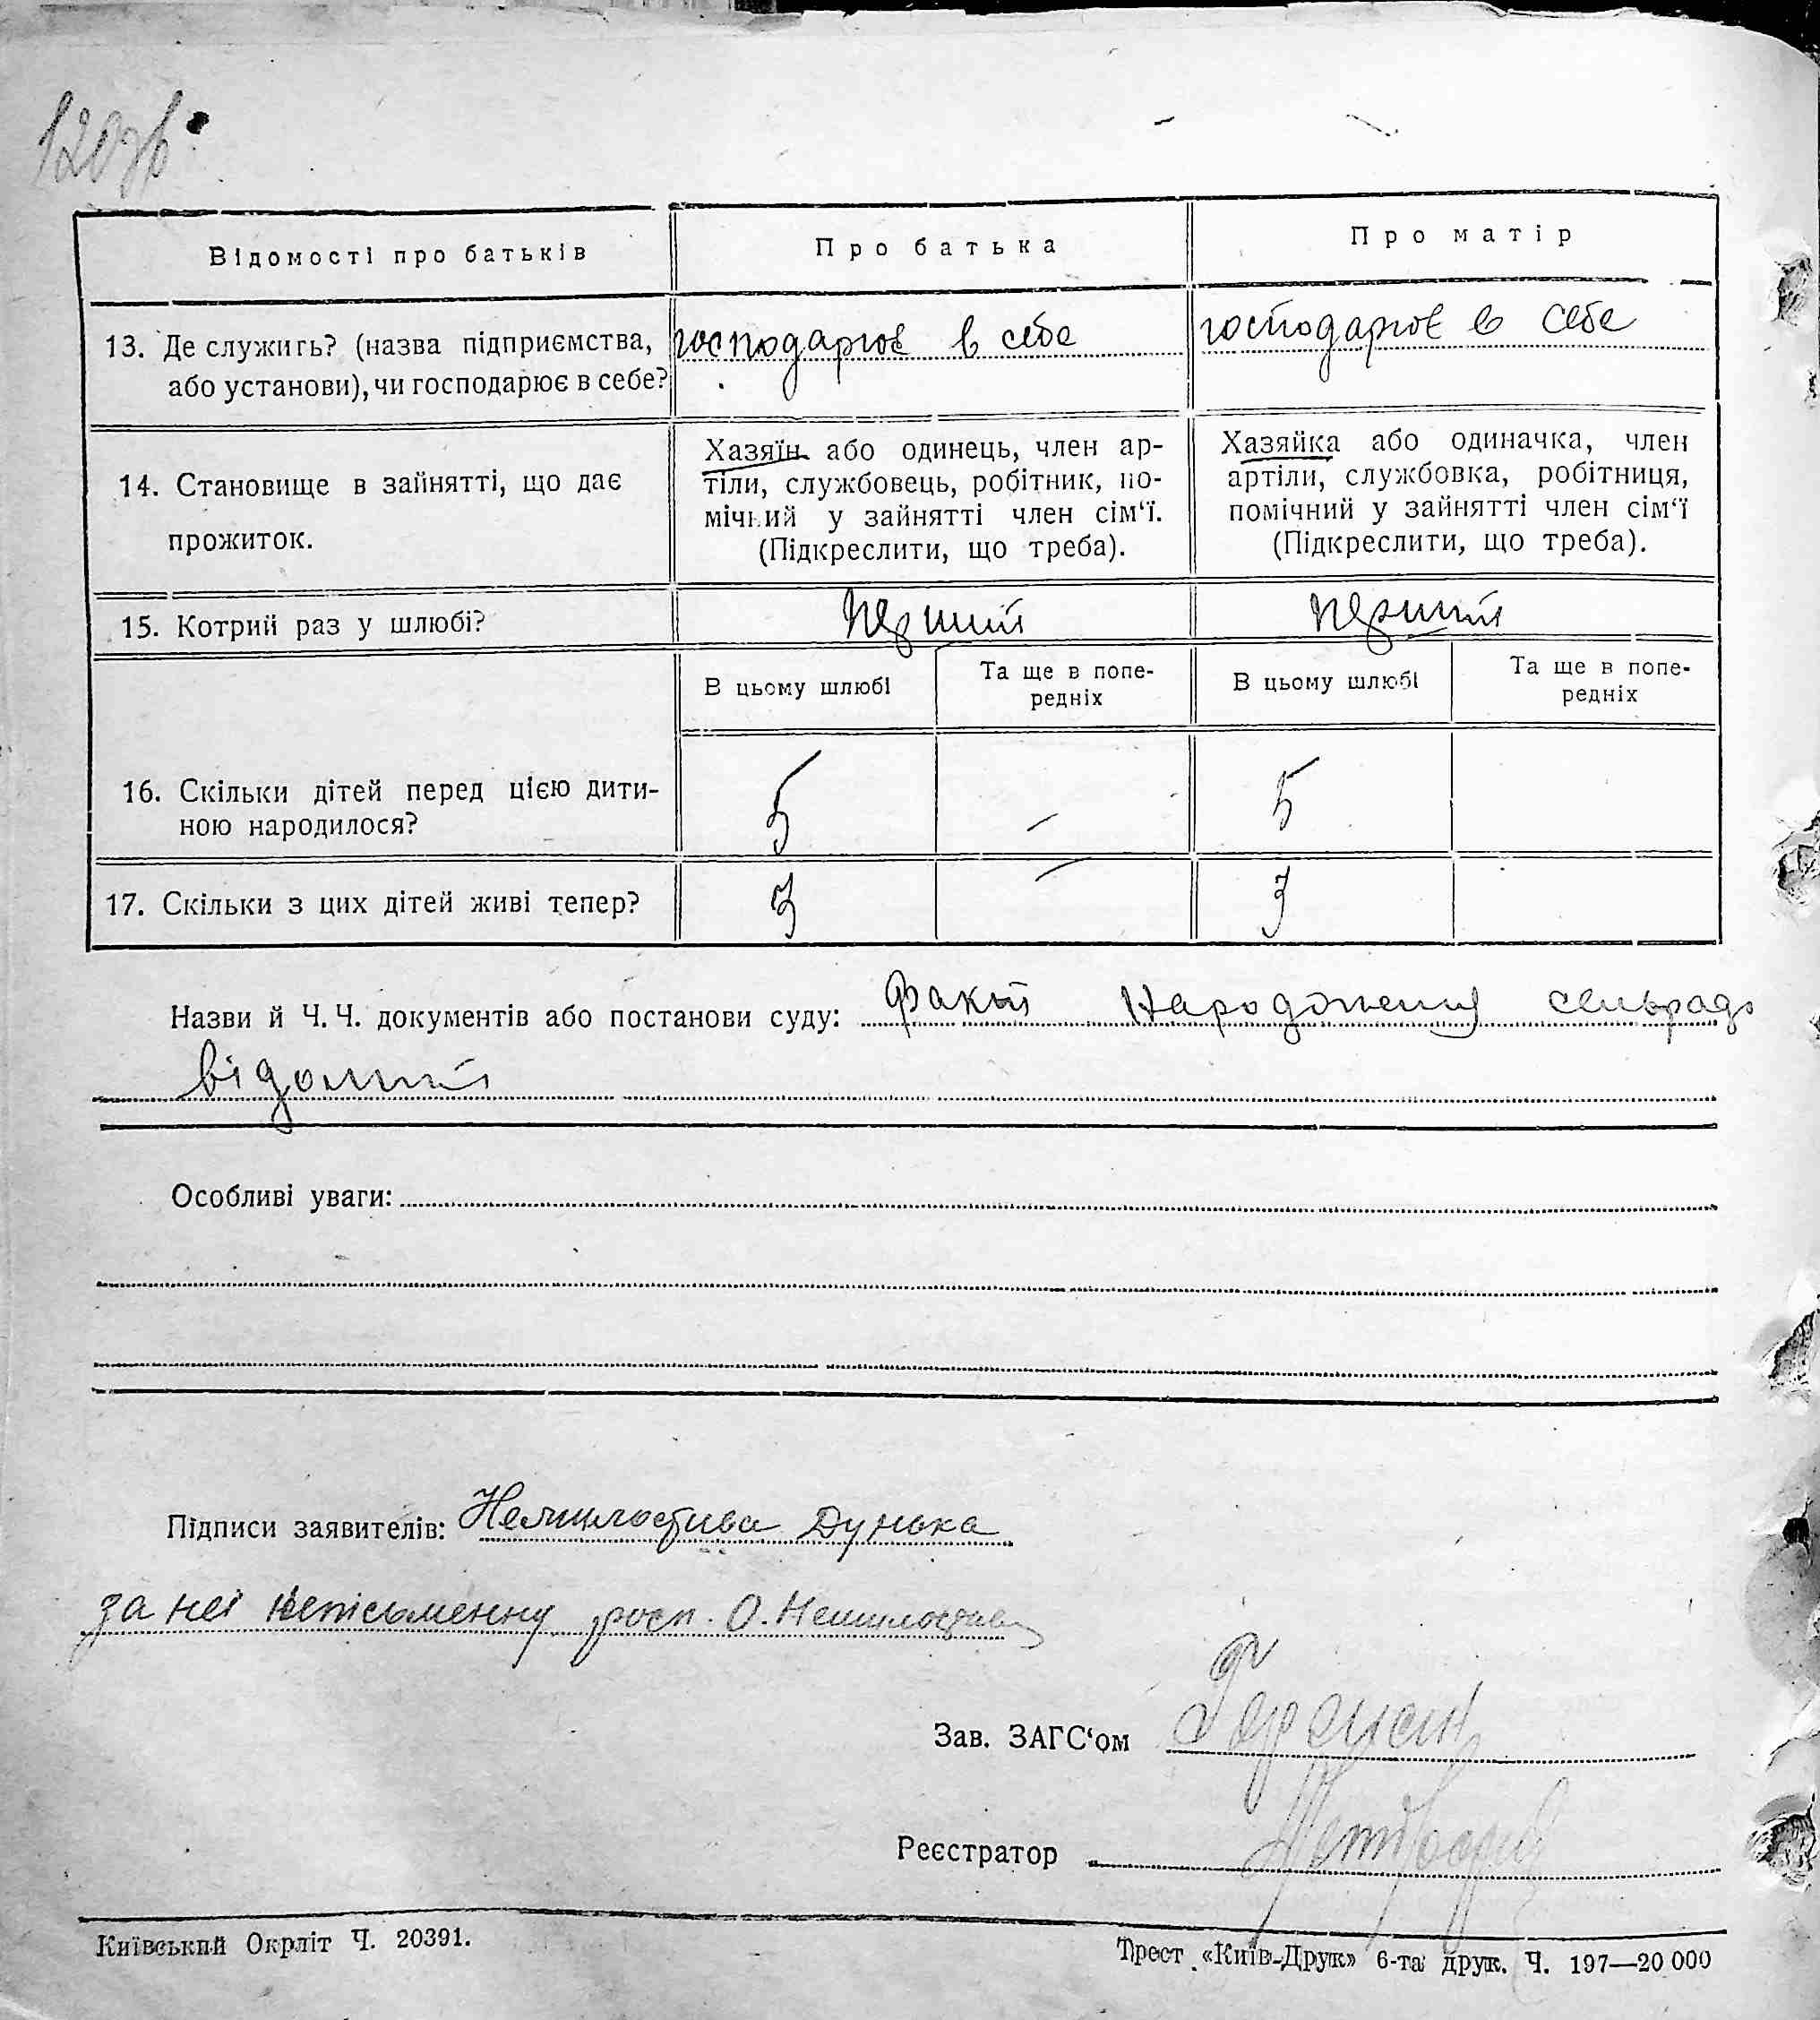 120зв.
Відомості про батьків
Про батька
Про матір
13. Де служить? (назва підприємства,
або установи), чи господарює в себе?
господарює в себе
господарює в себе
14. Становище в зайнятті, що дає
прожиток.
Хазяїн або одинець, член ар-
тіли, службовець, робітник, по-
мічний у зайнятті член сім‘ї.
(Підкреслити, що треба).
Хазяйка або одиначка, член
артіли, службовка, робітниця,
помічний у зайнятті член сім‘ї
(Підкреслити, що треба).
15. Котрий раз у шлюбі?
перший
перший
В цьому шлюбі
Та ще в попе-
редніх
В цьому шлюбі
Та ще в попе-
редніх
16. Скільки дітей перед цією дити-
ною народилося?
5
–
5
17. Скільки з цих дітей живі тепер?
3
–
3
Назви й Ч. Ч. документів або постанови суду: факт народження сельраді
відомий
Особливі уваги:
Підписи заявителів: Немилостива Дунька
за неї неписьменну росп. О. Немилостив
Зав. ЗАГС‘ом
Реєстратор
Київський Окрліт Ч. 20391.
Трест «Київ-Друк» 6-та друк. Ч. 197—20 000